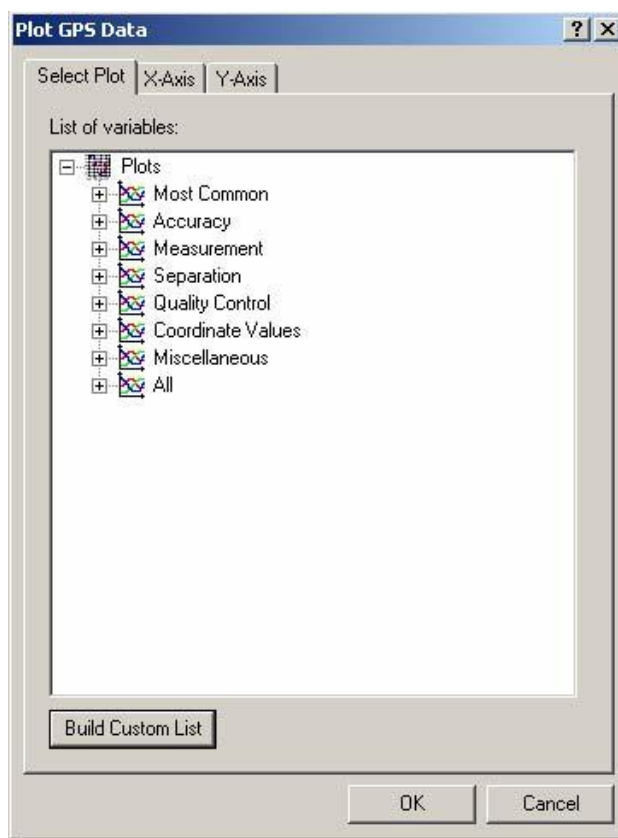 Plot GPS Data
Select Plot X-Axis Y-Axis
List of variables:
Plots
Most Common
Accuracy
Measurement
Separation
Quality Control
Coordinate Values
Miscellaneous
All
Build Custom List
OK Cancel